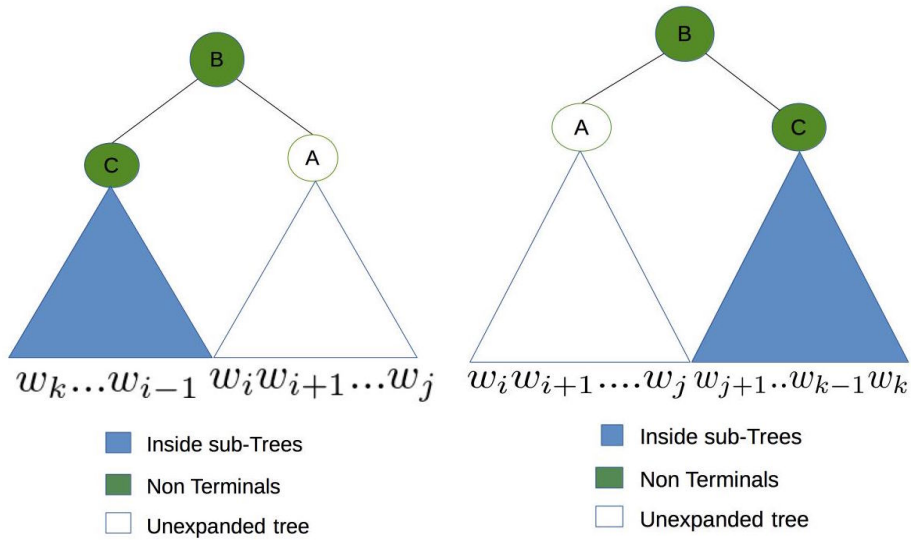 B
C
A
w_k...w_{i-1} w_i w_{i+1}...w_j
Inside sub-Trees
Non Terminals
Unexpanded tree
B
A
C
w_i w_{i+1}....w_j w_{j+1}..w_{k-1} w_k
Inside sub-Trees
Non Terminals
Unexpanded tree